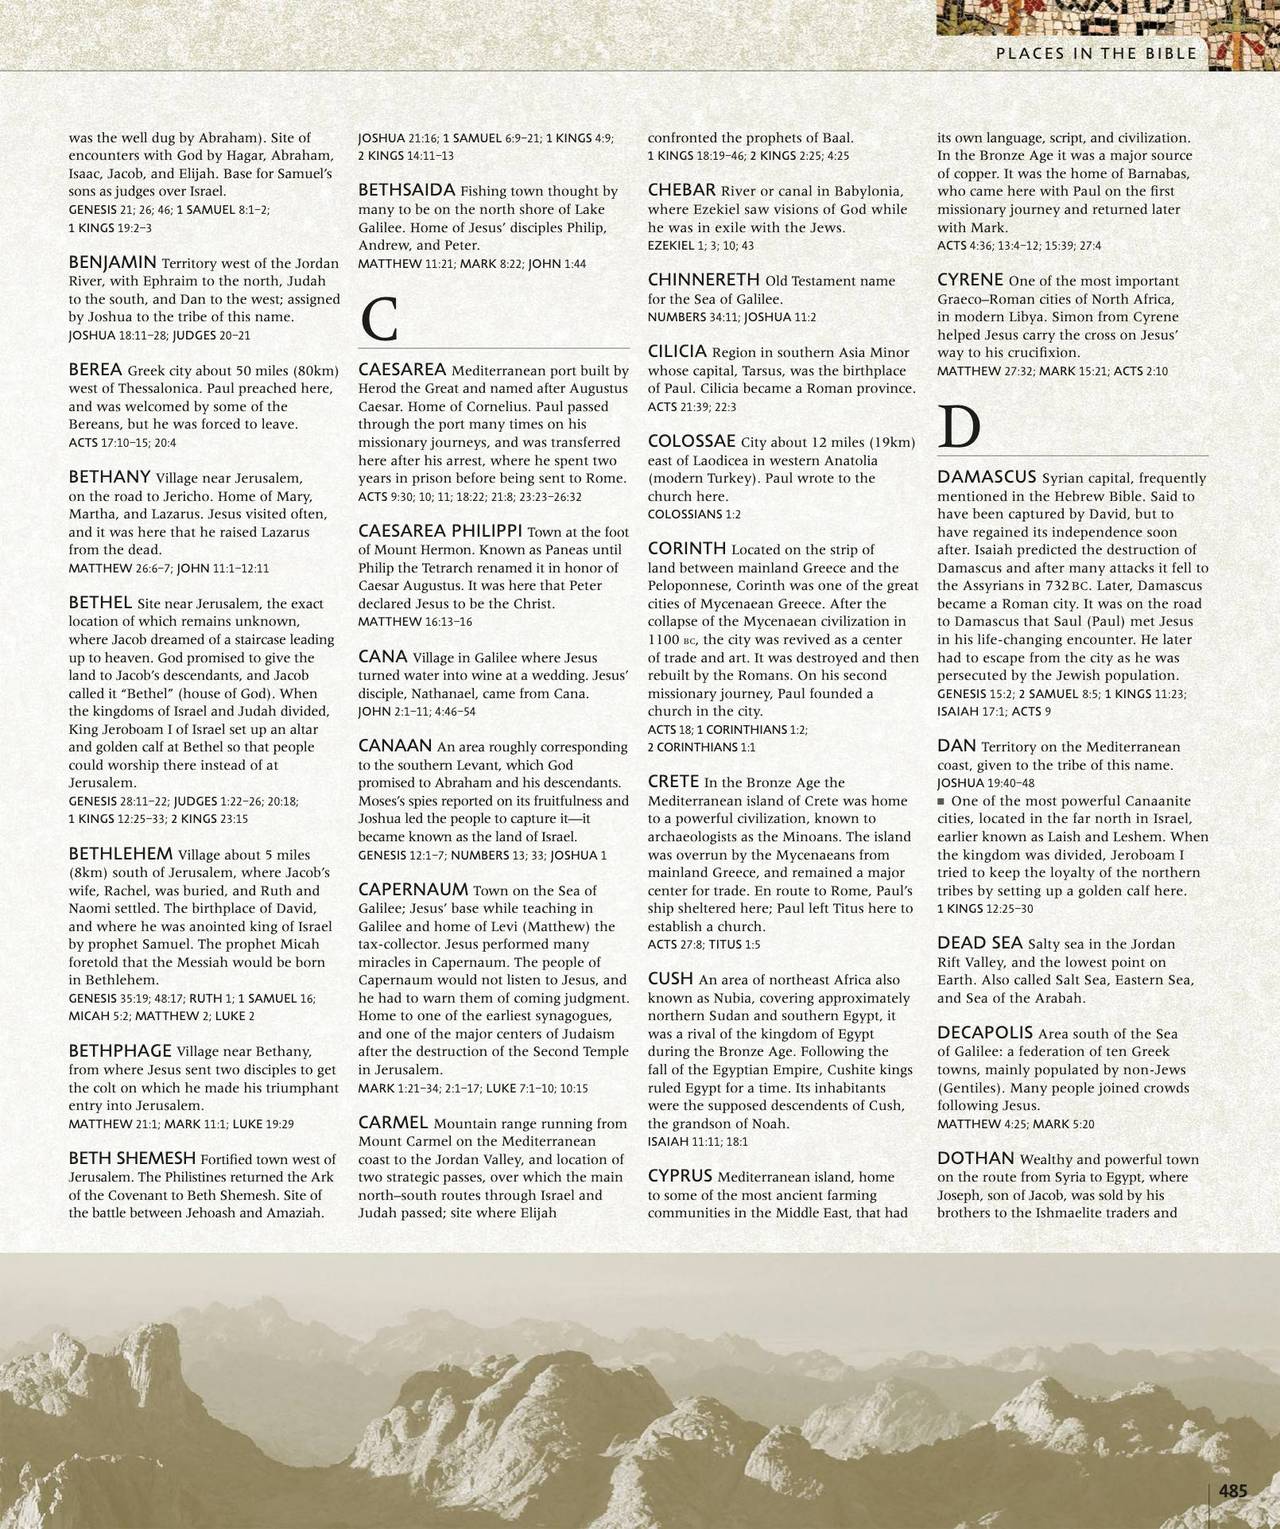 PLACES IN THE BIBLE
was the well dug by Abraham). Site of
encounters with God by Hagar, Abraham,
Isaac, Jacob, and Elijah. Base for Samuel's
sons as judges over Israel.
GENESIS 21; 26; 46; 1 SAMUEL 8:1–2;
1 KINGS 19:2–3
BENJAMIN Territory west of the Jordan
River, with Ephraim to the north, Judah
to the south, and Dan to the west; assigned
by Joshua to the tribe of this name.
JOSHUA 18:11–28; JUDGES 20–21
BEREA Greek city about 50 miles (80km)
west of Thessalonica. Paul preached here,
and was welcomed by some of the
Bereans, but he was forced to leave.
ACTS 17:10–15; 20:4
BETHANY Village near Jerusalem,
on the road to Jericho. Home of Mary,
Martha, and Lazarus. Jesus visited often,
and it was here that he raised Lazarus
from the dead.
MATTHEW 26:6–7; JOHN 11:1–12:11
BETHEL Site near Jerusalem, the exact
location of which remains unknown,
where Jacob dreamed of a staircase leading
up to heaven. God promised to give the
land to Jacob's descendants, and Jacob
called it “Bethel” (house of God). When
the kingdoms of Israel and Judah divided,
King Jeroboam I of Israel set up an altar
and golden calf at Bethel so that people
could worship there instead of at
Jerusalem.
GENESIS 28:11–22; JUDGES 1:22–26; 20:18;
1 KINGS 12:25–33; 2 KINGS 23:15
BETHLEHEM Village about 5 miles
(8km) south of Jerusalem, where Jacob's
wife, Rachel, was buried, and Ruth and
Naomi settled. The birthplace of David,
and where he was anointed king of Israel
by prophet Samuel. The prophet Micah
foretold that the Messiah would be born
in Bethlehem.
GENESIS 35:19; 48:17; RUTH 1; 1 SAMUEL 16;
MICAH 5:2; MATTHEW 2; LUKE 2
BETHPHAGE Village near Bethany,
from where Jesus sent two disciples to get
the colt on which he made his triumphant
entry into Jerusalem.
MATTHEW 21:1; MARK 11:1; LUKE 19:29
BETH SHEMESH Fortified town west of
Jerusalem. The Philistines returned the Ark
of the Covenant to Beth Shemesh. Site of
the battle between Jehoash and Amaziah.
JOSHUA 21:16; 1 SAMUEL 6:9–21; 1 KINGS 4:9;
2 KINGS 14:11–13
BETHSAIDA Fishing town thought by
many to be on the north shore of Lake
Galilee. Home of Jesus' disciples Philip,
Andrew, and Peter.
MATTHEW 11:21; MARK 8:22; JOHN 1:44
C
CAESAREA Mediterranean port built by
Herod the Great and named after Augustus
Caesar. Home of Cornelius. Paul passed
through the port many times on his
missionary journeys, and was transferred
here after his arrest, where he spent two
years in prison before being sent to Rome.
ACTS 9:30; 10; 11; 18:22; 21:8; 23:23–26:32
CAESAREA PHILIPPI Town at the foot
of Mount Hermon. Known as Paneas until
Philip the Tetrarch renamed it in honor of
Caesar Augustus. It was here that Peter
declared Jesus to be the Christ.
MATTHEW 16:13–16
CANA Village in Galilee where Jesus
turned water into wine at a wedding. Jesus'
disciple, Nathanael, came from Cana.
JOHN 2:1–11; 4:46–54
CANAAN An area roughly corresponding
to the southern Levant, which God
promised to Abraham and his descendants.
Moses's spies reported on its fruitfulness and
Joshua led the people to capture it—it
became known as the land of Israel.
GENESIS 12:1–7; NUMBERS 13; 33; JOSHUA 1
CAPERNAUM Town on the Sea of
Galilee; Jesus' base while teaching in
Galilee and home of Levi (Matthew) the
tax-collector. Jesus performed many
miracles in Capernaum. The people of
Capernaum would not listen to Jesus, and
he had to warn them of coming judgment.
Home to one of the earliest synagogues,
and one of the major centers of Judaism
after the destruction of the Second Temple
in Jerusalem.
MARK 1:21–34; 2:1–17; LUKE 7:1–10; 10:15
CARMEL Mountain range running from
Mount Carmel on the Mediterranean
coast to the Jordan Valley, and location of
two strategic passes, over which the main
north–south routes through Israel and
Judah passed; site where Elijah
confronted the prophets of Baal.
1 KINGS 18:19–46; 2 KINGS 2:25; 4:25
CHEBAR River or canal in Babylonia,
where Ezekiel saw visions of God while
he was in exile with the Jews.
EZEKIEL 1; 3; 10; 43
CHINNERETH Old Testament name
for the Sea of Galilee.
NUMBERS 34:11; JOSHUA 11:2
CILICIA Region in southern Asia Minor
whose capital, Tarsus, was the birthplace
of Paul. Cilicia became a Roman province.
ACTS 21:39; 22:3
COLOSSAE City about 12 miles (19km)
east of Laodicea in western Anatolia
(modern Turkey). Paul wrote to the
church here.
COLOSSIANS 1:2
CORINTH Located on the strip of
land between mainland Greece and the
Peloponnese, Corinth was one of the great
cities of Mycenaean Greece. After the
collapse of the Mycenaean civilization in
1100 BC, the city was revived as a center
of trade and art. It was destroyed and then
rebuilt by the Romans. On his second
missionary journey, Paul founded a
church in the city.
ACTS 18; 1 CORINTHIANS 1:2;
2 CORINTHIANS 1:1
CRETE In the Bronze Age the
Mediterranean island of Crete was home
to a powerful civilization, known to
archaeologists as the Minoans. The island
was overrun by the Mycenaeans from
mainland Greece, and remained a major
center for trade. En route to Rome, Paul's
ship sheltered here; Paul left Titus here to
establish a church.
ACTS 27:8; TITUS 1:5
CUSH An area of northeast Africa also
known as Nubia, covering approximately
northern Sudan and southern Egypt, it
was a rival of the kingdom of Egypt
during the Bronze Age. Following the
fall of the Egyptian Empire, Cushite kings
ruled Egypt for a time. Its inhabitants
were the supposed descendents of Cush,
the grandson of Noah.
ISAIAH 11:11; 18:1
CYPRUS Mediterranean island, home
to some of the most ancient farming
communities in the Middle East, that had
its own language, script, and civilization.
In the Bronze Age it was a major source
of copper. It was the home of Barnabas,
who came here with Paul on the first
missionary journey and returned later
with Mark.
ACTS 4:36; 13:4–12; 15:39; 27:4
CYRENE One of the most important
Graeco–Roman cities of North Africa,
in modern Libya. Simon from Cyrene
helped Jesus carry the cross on Jesus'
way to his crucifixion.
MATTHEW 27:32; MARK 15:21; ACTS 2:10
D
DAMASCUS Syrian capital, frequently
mentioned in the Hebrew Bible. Said to
have been captured by David, but to
have regained its independence soon
after. Isaiah predicted the destruction of
Damascus and after many attacks it fell to
the Assyrians in 732 BC. Later, Damascus
became a Roman city. It was on the road
to Damascus that Saul (Paul) met Jesus
in his life-changing encounter. He later
had to escape from the city as he was
persecuted by the Jewish population.
GENESIS 15:2; 2 SAMUEL 8:5; 1 KINGS 11:23;
ISAIAH 17:1; ACTS 9
DAN Territory on the Mediterranean
coast, given to the tribe of this name.
JOSHUA 19:40–48
■ One of the most powerful Canaanite
cities, located in the far north in Israel,
earlier known as Laish and Leshem. When
the kingdom was divided, Jeroboam I
tried to keep the loyalty of the northern
tribes by setting up a golden calf here.
1 KINGS 12:25–30
DEAD SEA Salty sea in the Jordan
Rift Valley, and the lowest point on
Earth. Also called Salt Sea, Eastern Sea,
and Sea of the Arabah.
DECAPOLIS Area south of the Sea
of Galilee: a federation of ten Greek
towns, mainly populated by non-Jews
(Gentiles). Many people joined crowds
following Jesus.
MATTHEW 4:25; MARK 5:20
DOTHAN Wealthy and powerful town
on the route from Syria to Egypt, where
Joseph, son of Jacob, was sold by his
brothers to the Ishmaelite traders and
485